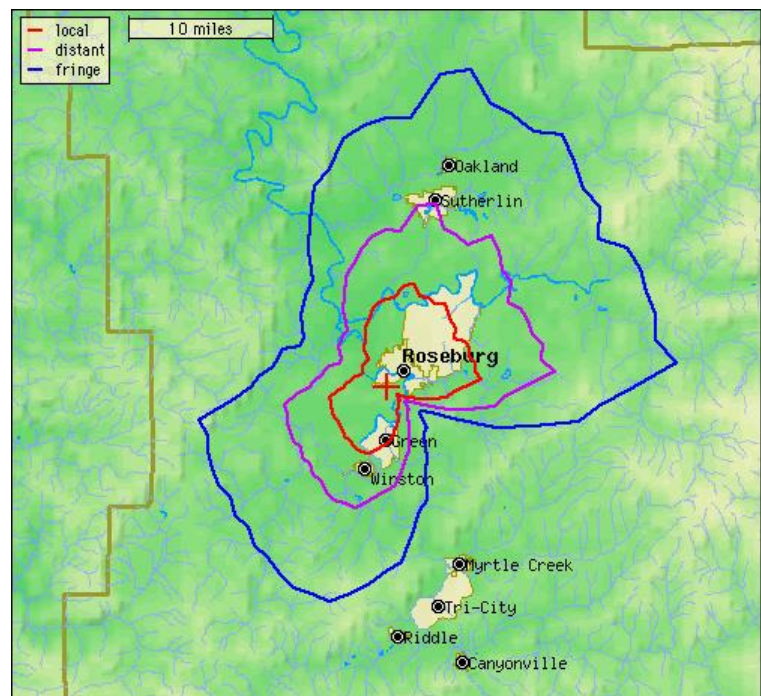 local
distant
fringe
10 miles
Oakland
Sutherlin
Roseburg
Green
Winston
Myrtle Creek
Tri-City
Riddle
Canyonville